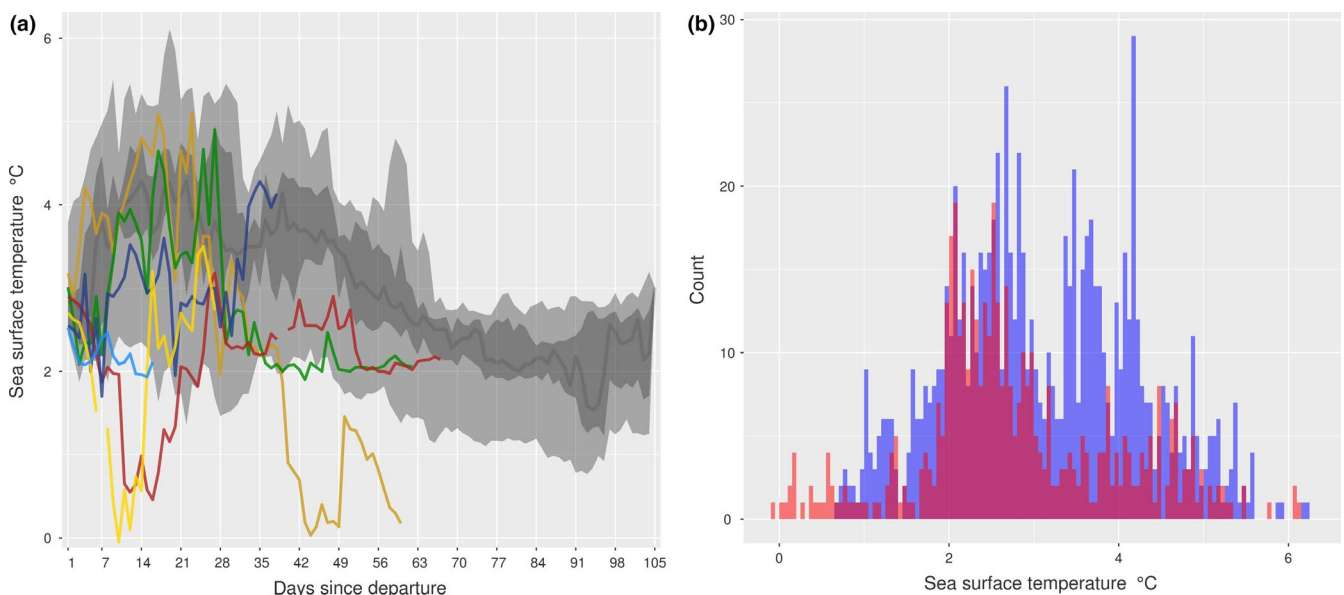 (a)
Sea surface temperature °C
6
4
2
0
1 7 14 21 28 35 42 49 56 63 70 77 84 91 98 105
Days since departure
(b)
Count
30
20
10
0
0 2 4 6
Sea surface temperature °C